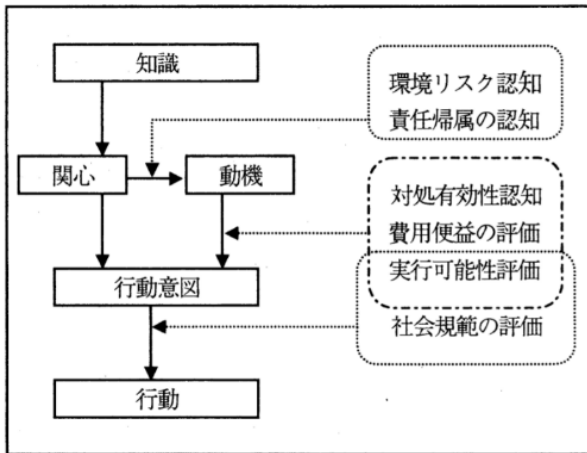 知識
環境リスク認知
責任帰属の認知
関心
動機
対処有効性認知
費用便益の評価
実行可能性評価
行動意図
社会規範の評価
行動